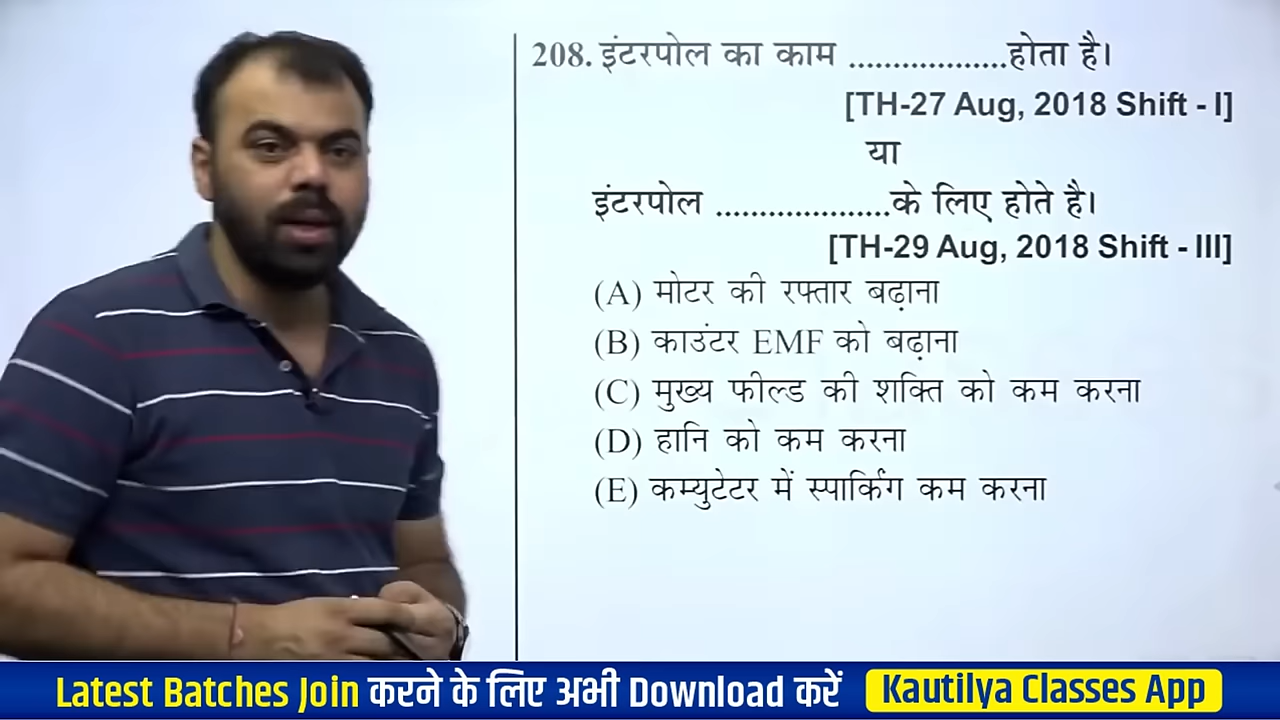 208. इंटरपोल का काम ..................होता है।
[TH-27 Aug, 2018 Shift - I]
या
इंटरपोल ....................के लिए होते है।
[TH-29 Aug, 2018 Shift - III]
(A) मोटर की रफ्तार बढ़ाना
(B) काउंटर EMF को बढ़ाना
(C) मुख्य फील्ड की शक्ति को कम करना
(D) हानि को कम करना
(E) कम्युटेटर में स्पार्किंग कम करना
Latest Batches Join करने के लिए अभी Download करें Kautilya Classes App